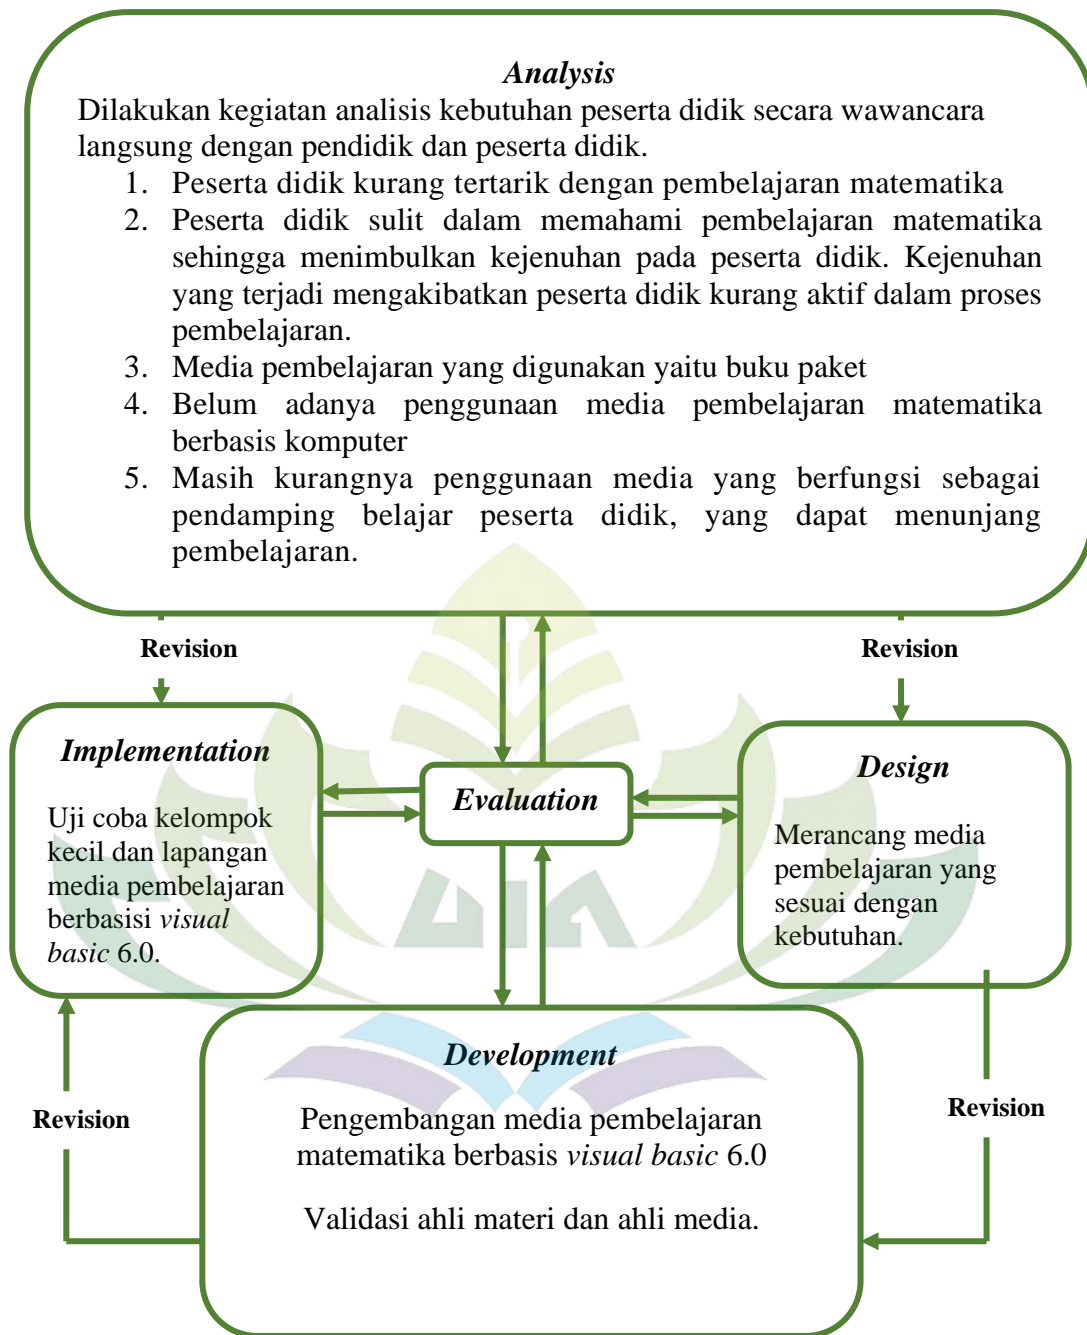 Analysis
Dilakukan kegiatan analisis kebutuhan peserta didik secara wawancara
langsung dengan pendidik dan peserta didik.
1. Peserta didik kurang tertarik dengan pembelajaran matematika
2. Peserta didik sulit dalam memahami pembelajaran matematika
sehingga menimbulkan kejenuhan pada peserta didik. Kejenuhan
yang terjadi mengakibatkan peserta didik kurang aktif dalam proses
pembelajaran.
3. Media pembelajaran yang digunakan yaitu buku paket
4. Belum adanya penggunaan media pembelajaran matematika
berbasis komputer
5. Masih kurangnya penggunaan media yang berfungsi sebagai
pendamping belajar peserta didik, yang dapat menunjang
pembelajaran.
Revision
Revision
Implementation
Uji coba kelompok
kecil dan lapangan
media pembelajaran
berbasisi visual
basic 6.0.
Evaluation
Design
Merancang media
pembelajaran yang
sesuai dengan
kebutuhan.
UIN
Revision
Revision
Development
Pengembangan media pembelajaran
matematika berbasis visual basic 6.0
Validasi ahli materi dan ahli media.